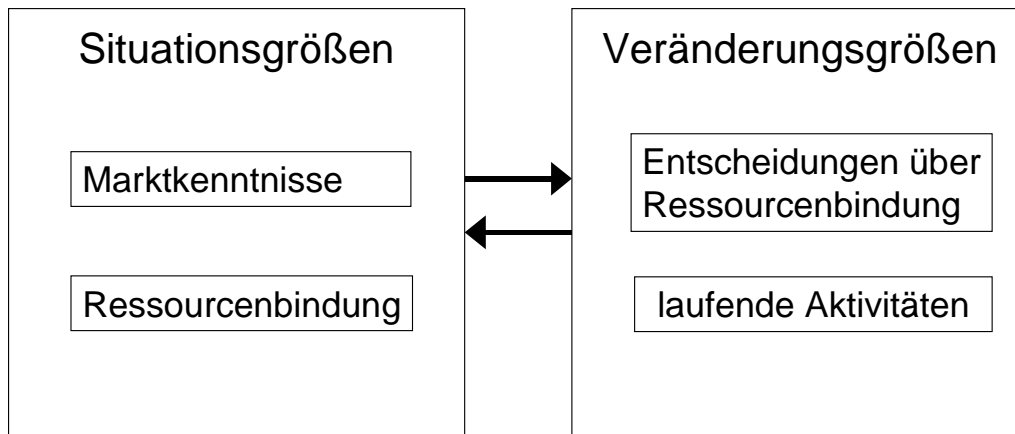 Situationsgrößen
Marktkenntnisse
Ressourcenbindung
Veränderungsgrößen
Entscheidungen über
Ressourcenbindung
laufende Aktivitäten